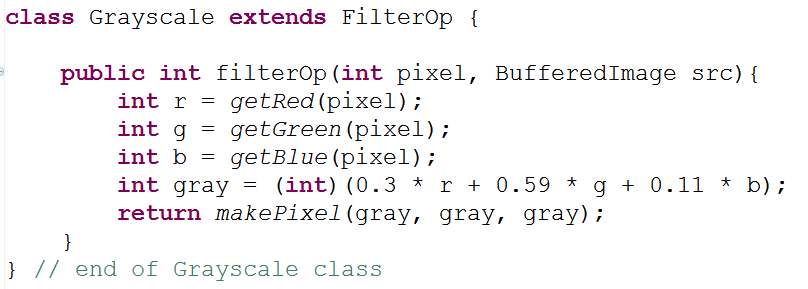 class Grayscale extends FilterOp {
public int filterOp(int pixel, BufferedImage src){
int r = getRed(pixel);
int g = getGreen(pixel);
int b = getBlue(pixel);
int gray = (int)(0.3 * r + 0.59 * g + 0.11 * b);
return makePixel(gray, gray, gray);
}
} // end of Grayscale class